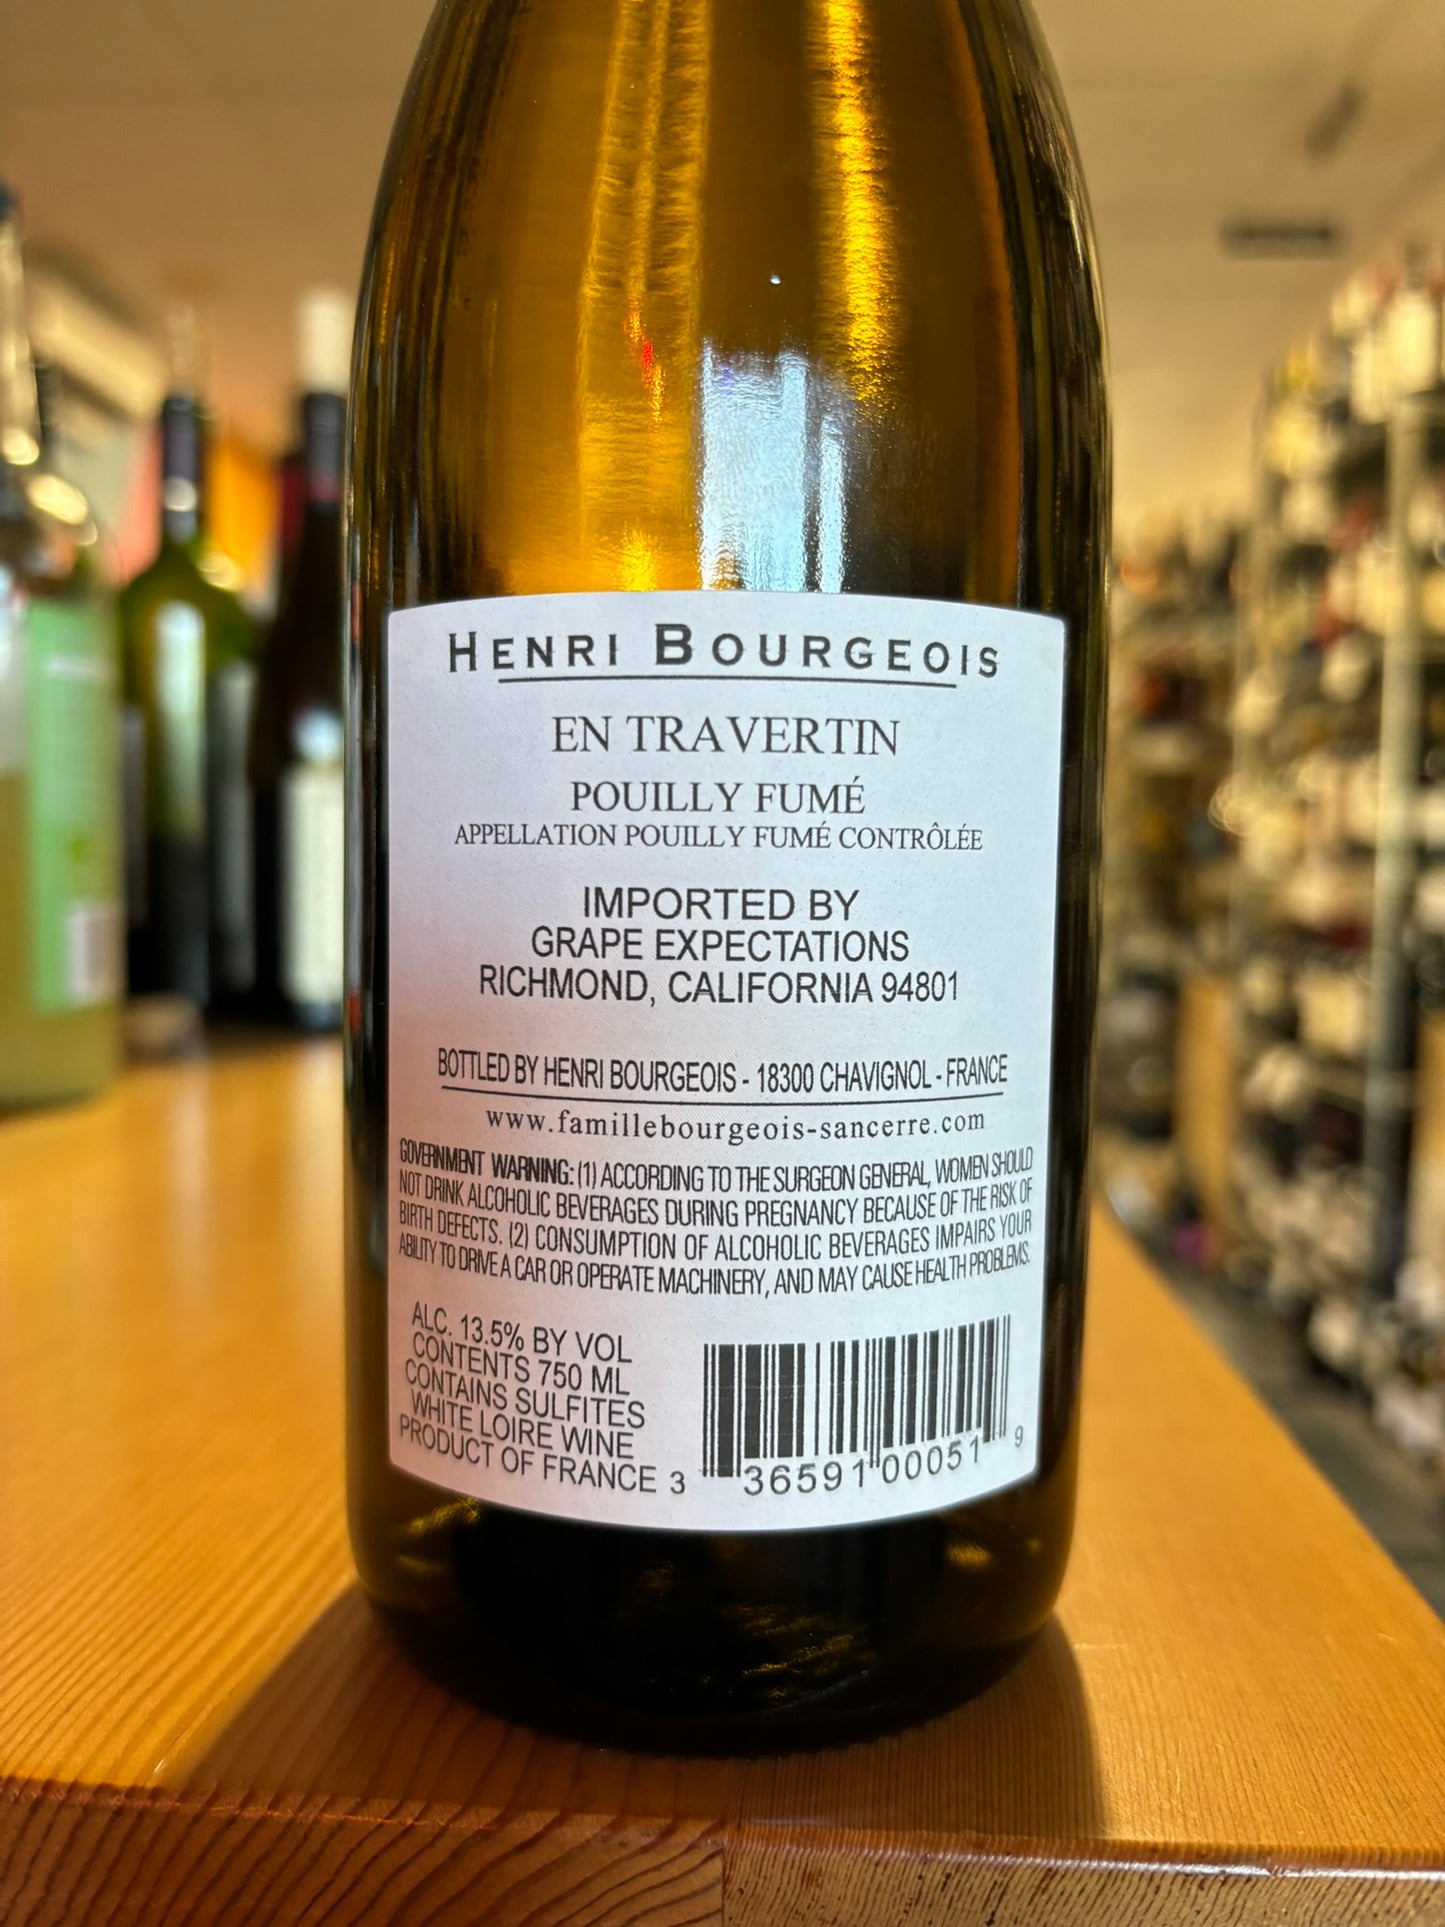 HENRI BOURGEOIS
EN TRAVERTIN
POUILLY FUMÉ
APPELLATION POUILLY FUMÉ CONTRÔLÉE
IMPORTED BY
GRAPE EXPECTATIONS
RICHMOND, CALIFORNIA 94801
BOTTLED BY HENRI BOURGEOIS - 18300 CHAVIGNOL - FRANCE
www.famillebourgeois-sancerre.com
GOVERNMENT WARNING: (1) ACCORDING TO THE SURGEON GENERAL, WOMEN SHOULD
NOT DRINK ALCOHOLIC BEVERAGES DURING PREGNANCY BECAUSE OF THE RISK OF
BIRTH DEFECTS. (2) CONSUMPTION OF ALCOHOLIC BEVERAGES IMPAIRS YOUR
ABILITY TO DRIVE A CAR OR OPERATE MACHINERY, AND MAY CAUSE HEALTH PROBLEMS.
ALC. 13.5% BY VOL
CONTENTS 750 ML
CONTAINS SULFITES
WHITE LOIRE WINE
PRODUCT OF FRANCE
3 36591 00051 9